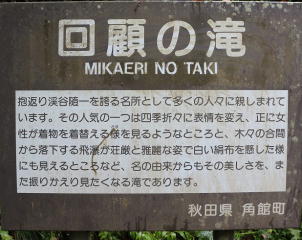 回顧の滝
MIKAERI NO TAKI
抱返り渓谷随一を誇る名所として多くの人々に親しまれて
います。その人気の一つは四季折々に表情を変え、正に女
性が着物を着替える様を見るようなところと、木々の合間
から落下する飛瀑が荘厳と雅麗な姿で白い絹布を懸した様
にも見えるところなど、名の由来からもその美しさを、ま
た振りかえり見たくなる滝であります。
秋田県 角館町